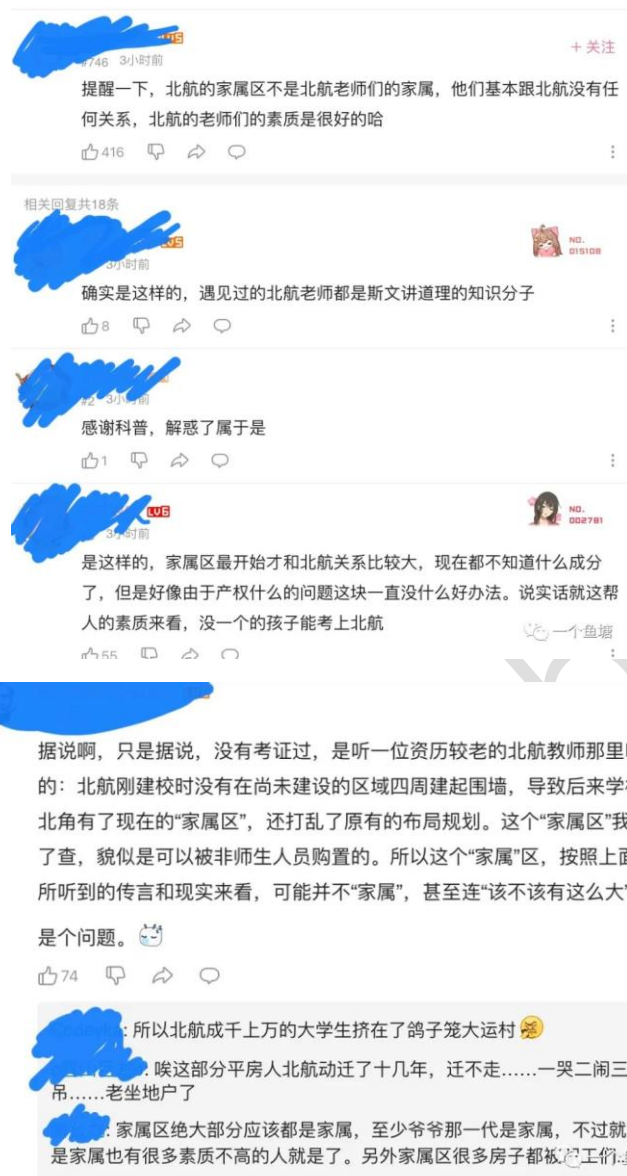 LV5
#746 3小时前
+ 关注
提醒一下，北航的家属区不是北航老师们的家属，他们基本跟北航没有任
何关系，北航的老师们的素质是很好的哈
416
相关回复共18条
LV5
NO.
015108
3小时前
确实是这样的，遇见过的北航老师都是斯文讲道理的知识分子
8
#2 3小时前
感谢科普，解惑了属于是
1
LV6
NO.
002781
3小时前
是这样的，家属区最开始才和北航关系比较大，现在都不知道什么成分
了，但是好像由于产权什么的问题这块一直没什么好办法。说实话就这帮
人的素质来看，没一个的孩子能考上北航
一个鱼塘
55
据说啊，只是据说，没有考证过，是听一位资历较老的北航教师那里
的：北航刚建校时没有在尚未建设的区域四周建起围墙，导致后来学
北角有了现在的“家属区”，还打乱了原有的布局规划。这个“家属区”我
了查，貌似是可以被非师生人员购置的。所以这个“家属”区，按照上面
所听到的传言和现实来看，可能并不“家属”，甚至连“该不该有这么大”
是个问题。
74
: 所以北航成千上万的大学生挤在了鸽子笼大运村
: 唉这部分平房人北航动迁了十几年，迁不走……一哭二闹三
吊……老坐地户了
: 家属区绝大部分应该都是家属，至少爷爷那一代是家属，不过就
是家属也有很多素质不高的人就是了。另外家属区很多房子都被